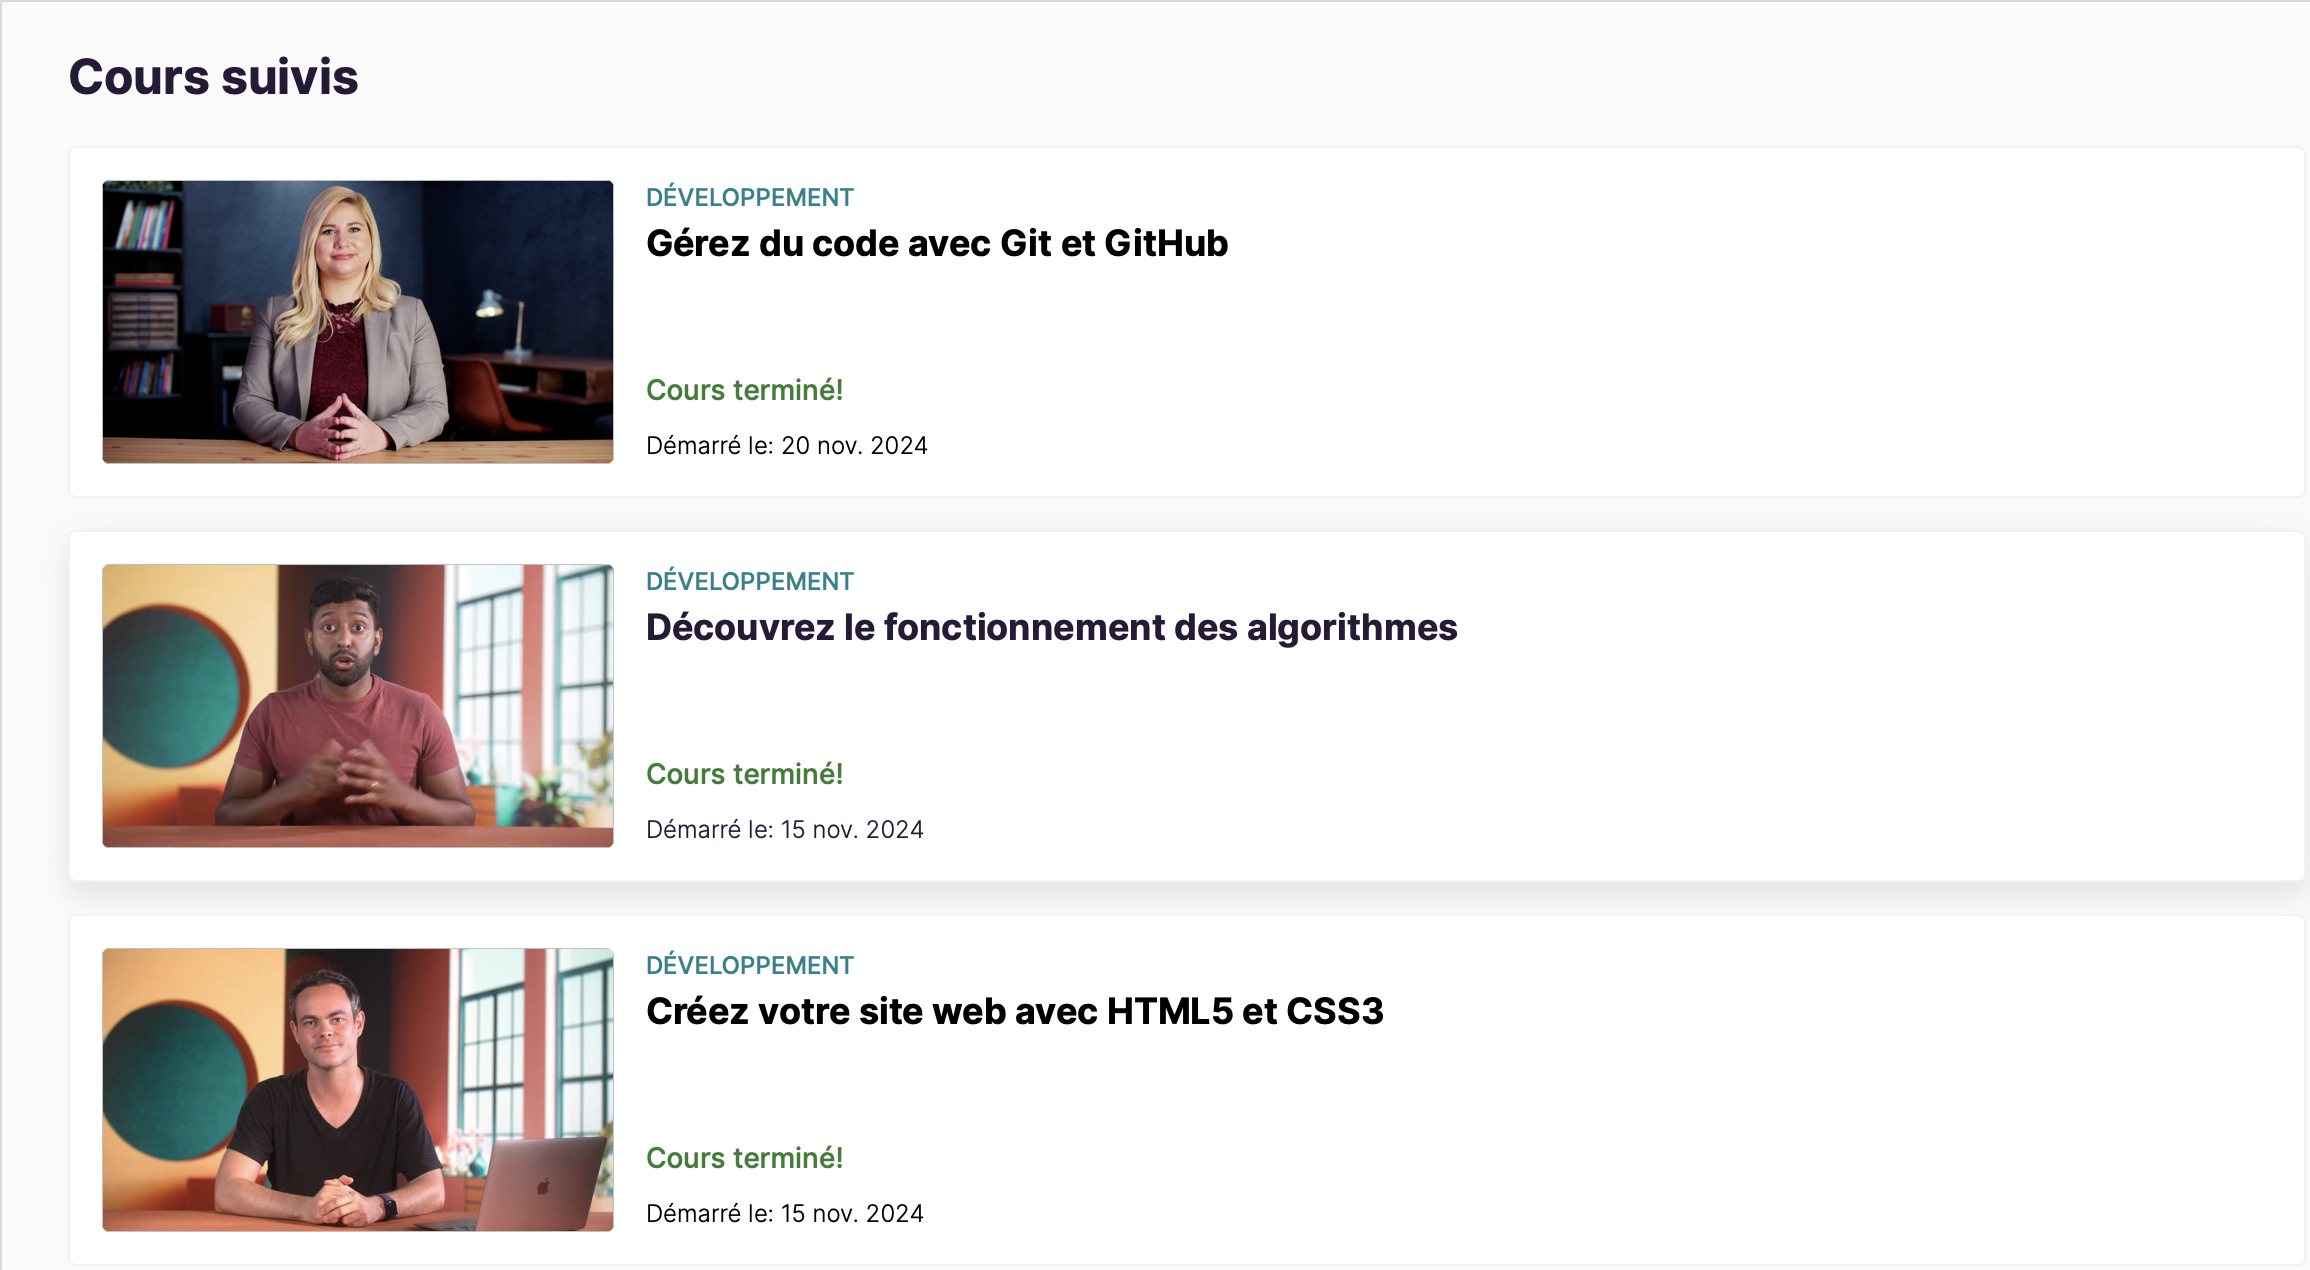 Cours suivis
DÉVELOPPEMENT
Gérez du code avec Git et GitHub
Cours terminé!
Démarré le: 20 nov. 2024
DÉVELOPPEMENT
Découvrez le fonctionnement des algorithmes
Cours terminé!
Démarré le: 15 nov. 2024
DÉVELOPPEMENT
Créez votre site web avec HTML5 et CSS3
Cours terminé!
Démarré le: 15 nov. 2024